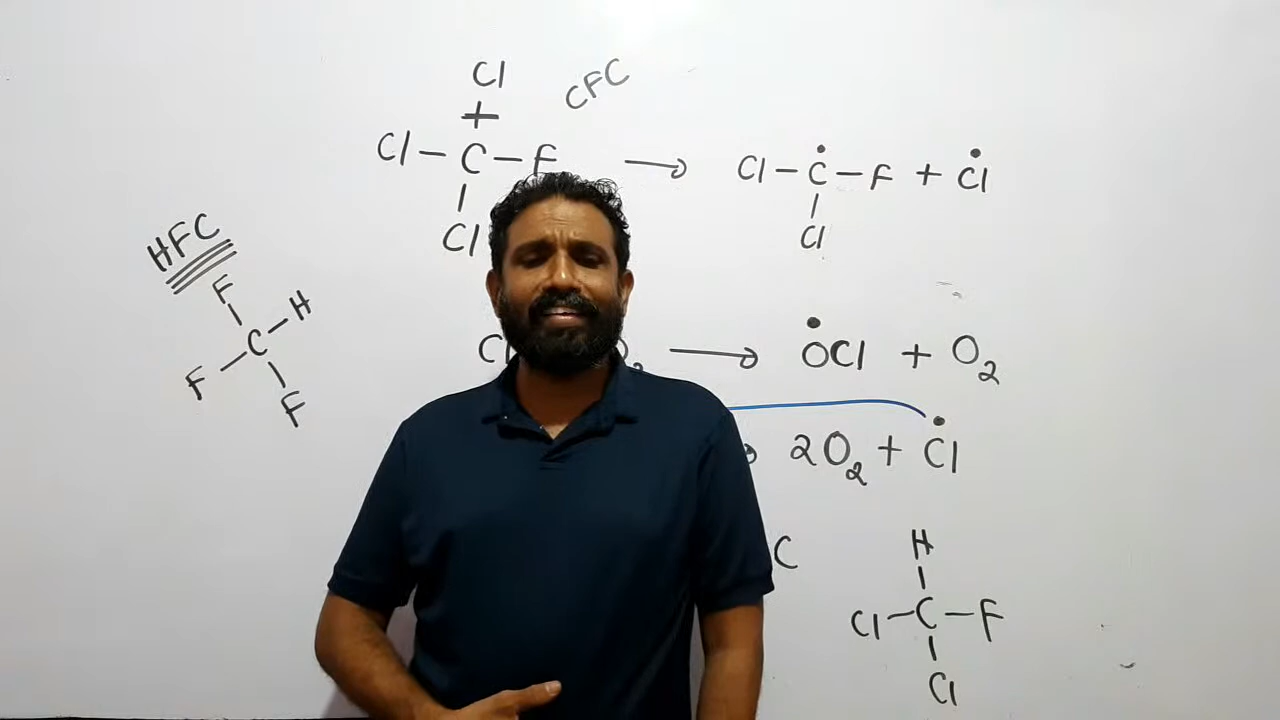 Cl
CFC
Cl – C – F → Cl – Ċ – F + Ċl
Cl
Cl
HFC
F
H
C
F
F
→ ȮCl + O₂
2O₂ + Ċl
C
H
Cl – C – F
Cl